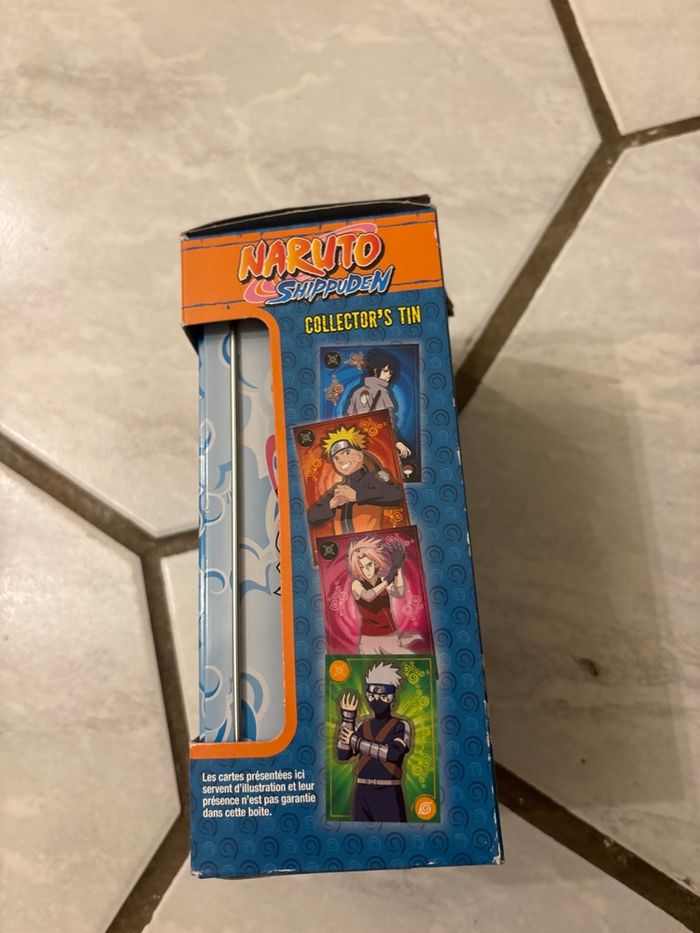 NARUTO
SHIPPUDEN
COLLECTOR'S TIN
Les cartes présentées ici
servent d'illustration et leur
présence n'est pas garantie
dans cette boîte.